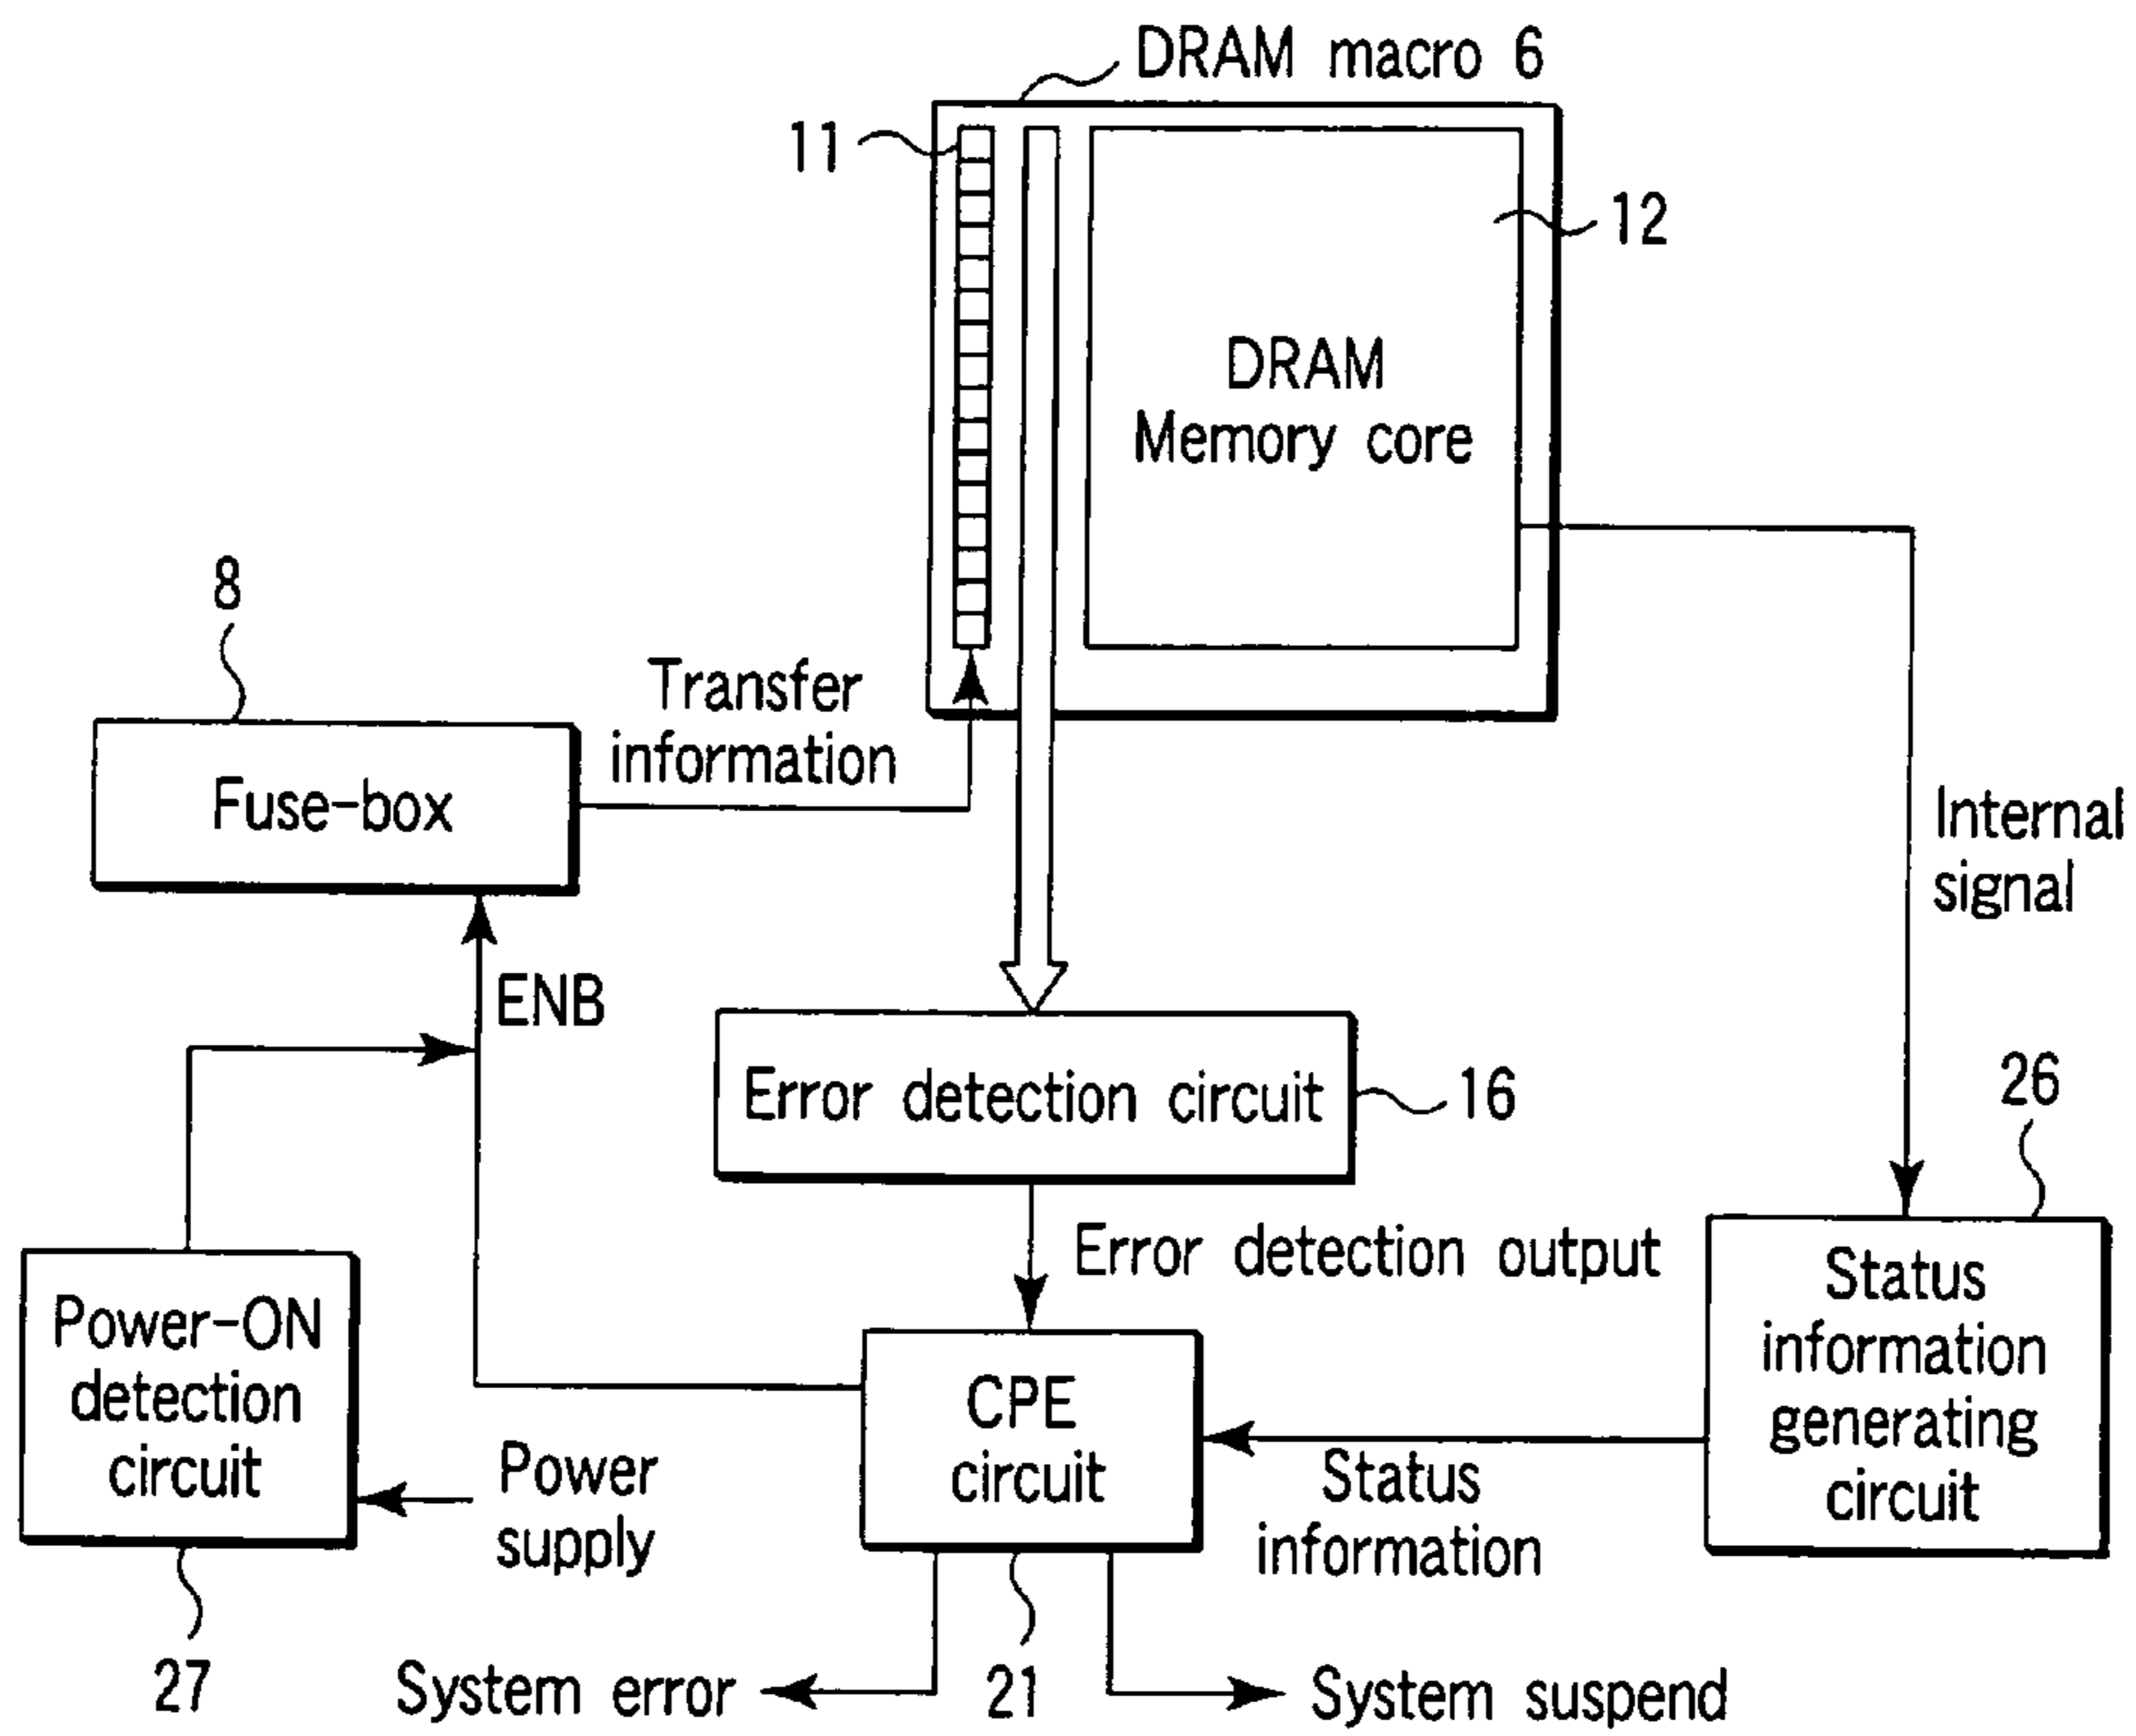 DRAM macro 6
11
12
DRAM
Memory core
8
Transfer
information
Fuse-box
Internal
signal
ENB
Error detection circuit
16
26
Error detection output
Status
information
generating
circuit
Power-ON
detection
circuit
CPE
circuit
Power
supply
Status
information
27
System error
21
System suspend